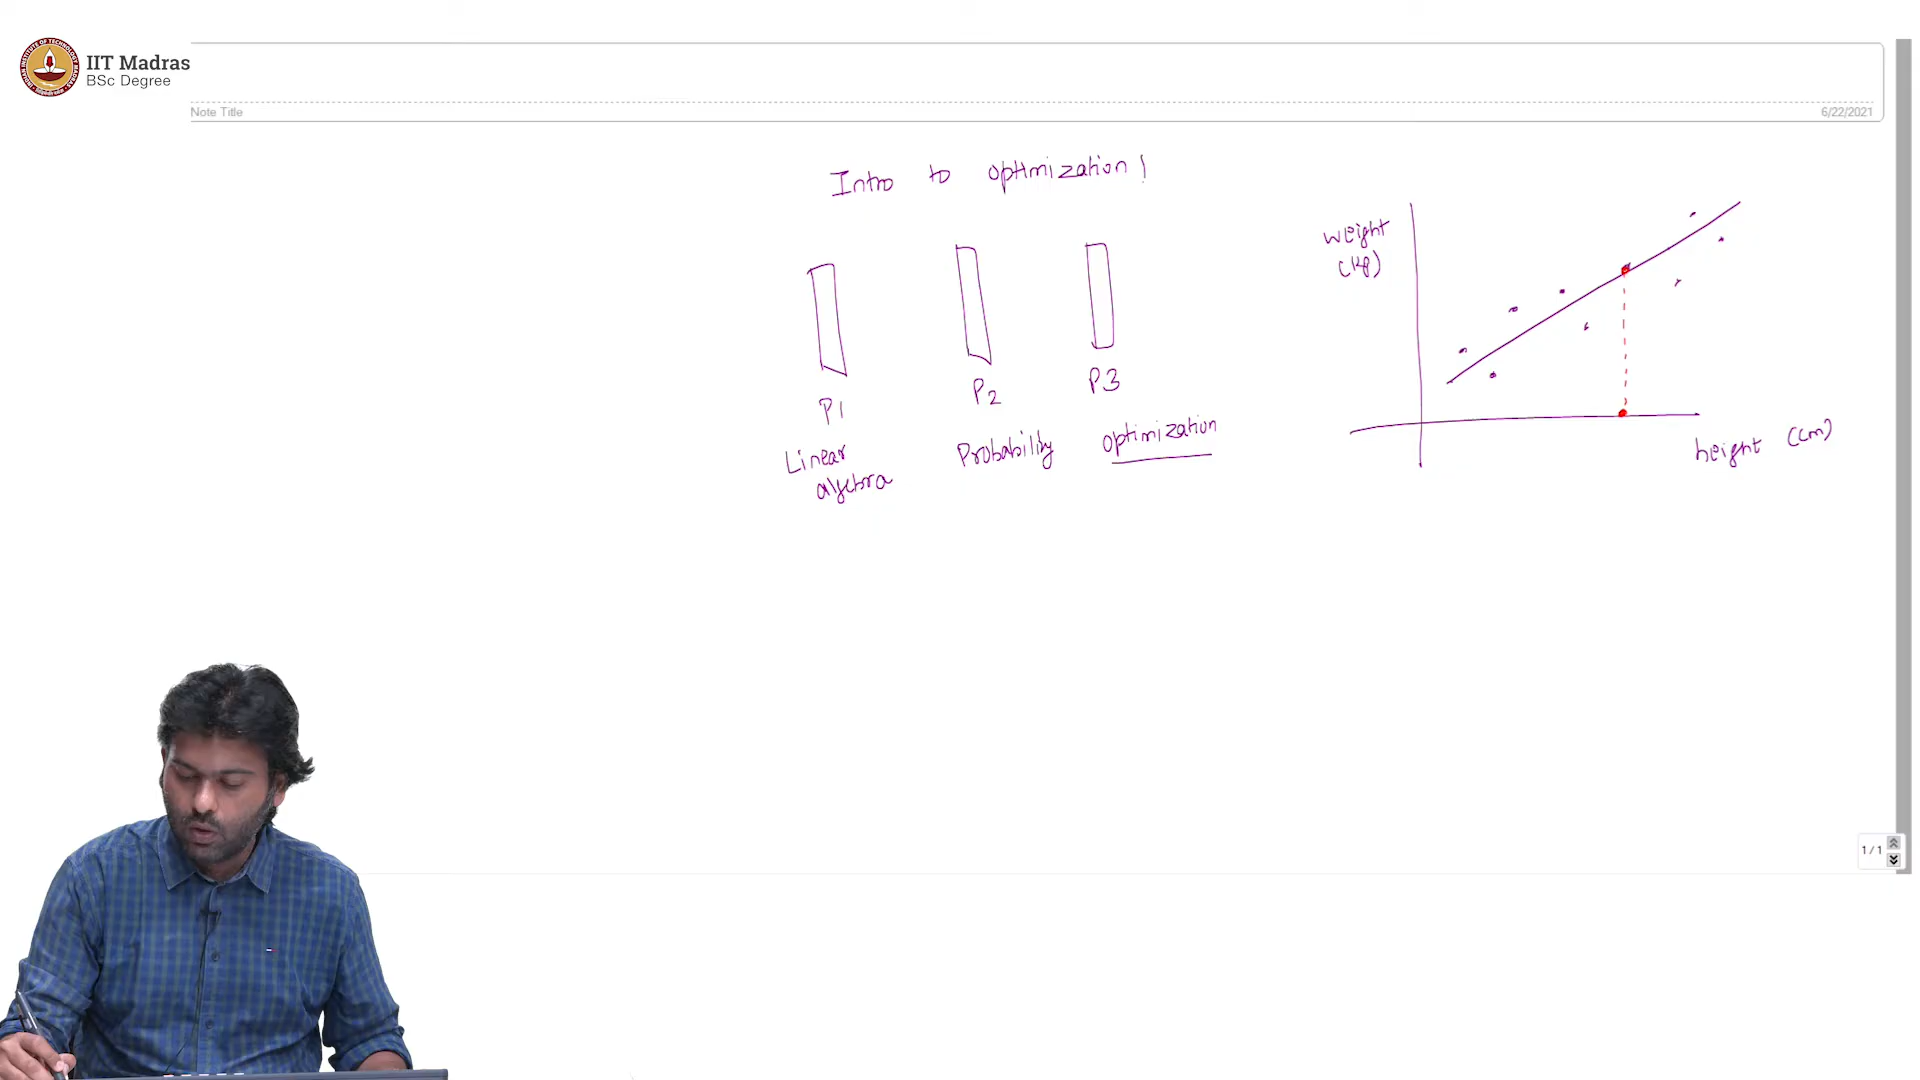 IIT Madras
BSc Degree
Note Title
6/22/2021
Intro to optimization!
P1
Linear
algebra
P2
Probability
P3
optimization
weight
(kg)
height (cm)
1 / 1